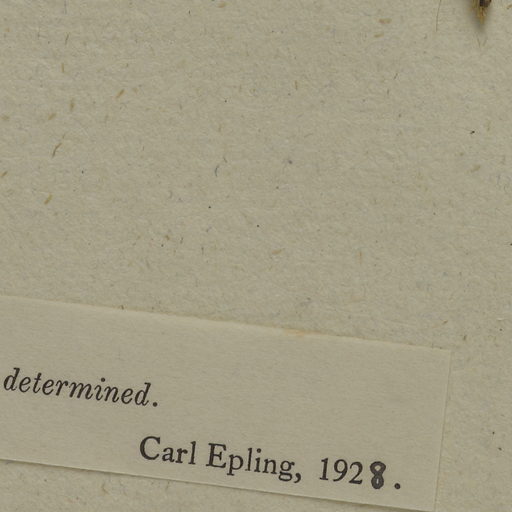 determined.
Carl Epling, 1928.